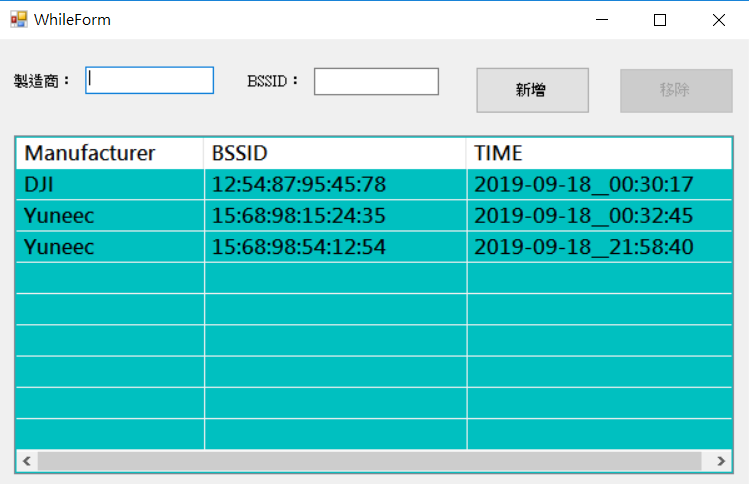 WhileForm
製造商： BSSID： 新增 移除
Manufacturer BSSID TIME
DJI 12:54:87:95:45:78 2019-09-18__00:30:17
Yuneec 15:68:98:15:24:35 2019-09-18__00:32:45
Yuneec 15:68:98:54:12:54 2019-09-18__21:58:40